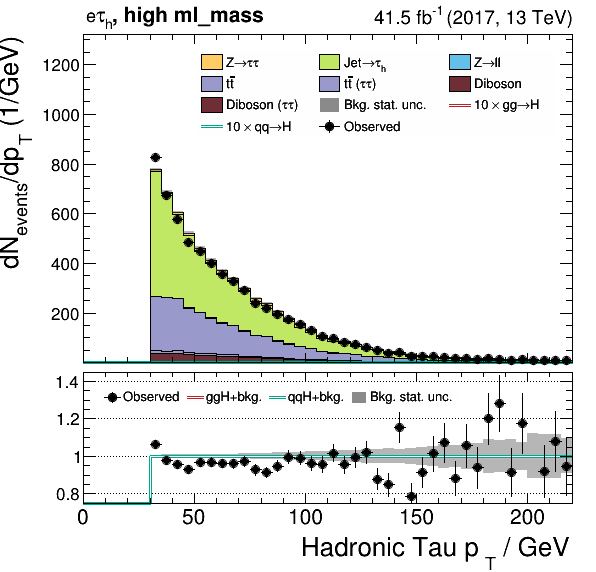 eτh, high ml_mass 41.5 fb-1 (2017, 13 TeV)
dNevents/dpT (1/GeV)
1200
1000
800
600
400
200
Z→ττ Jet→τh Z→ll
tt̅ tt̅ (ττ) Diboson
Diboson (ττ) Bkg. stat. unc. 10 × gg→H
10 × qq→H Observed
1.4
1.2
1
0.8
Observed ggH+bkg. qqH+bkg. Bkg. stat. unc.
0 50 100 150 200
Hadronic Tau pT / GeV